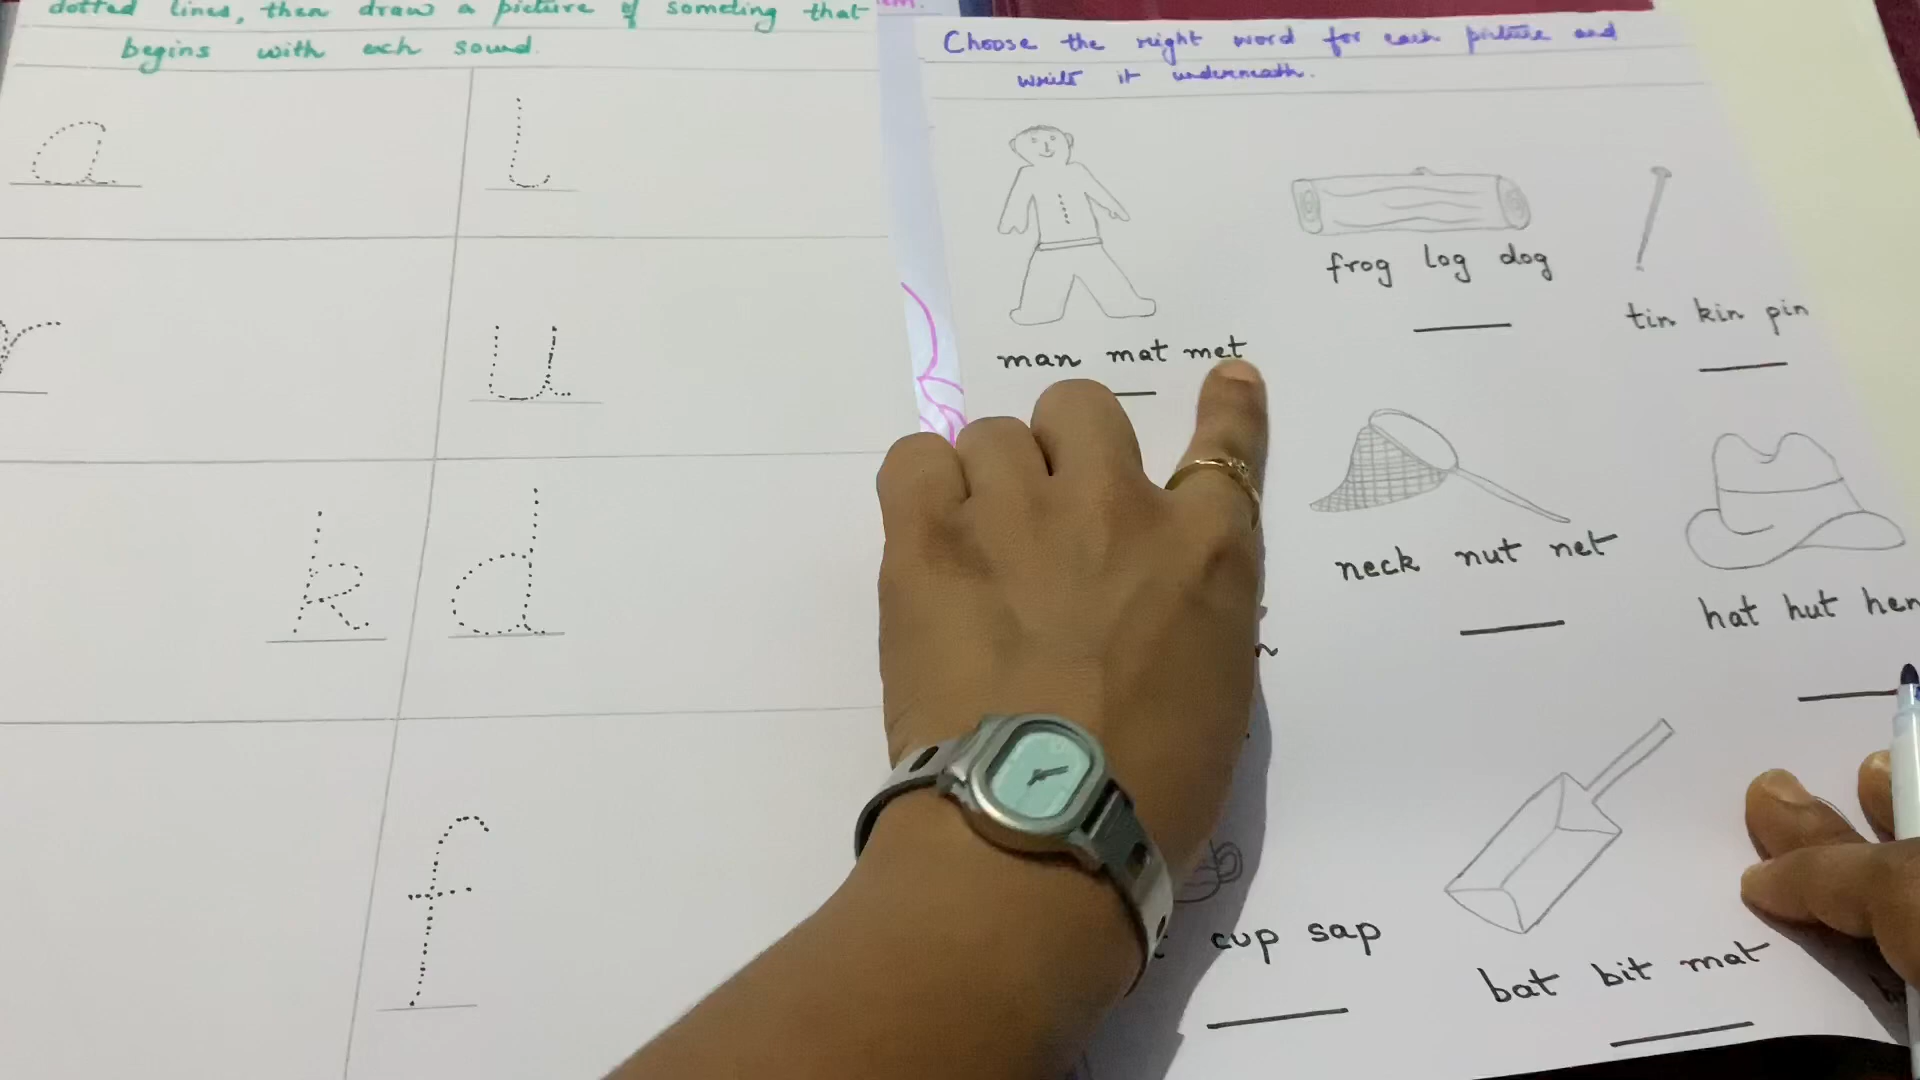 dotted lines, then draw a picture of someting that
begins with each sound.
a
l
r
u
k
d
f
Choose the right word for each picture and
write it underneath.
man mat met
frog log dog
tin kin pin
neck nut net
hat hut hen
cup sap
bat bit mat